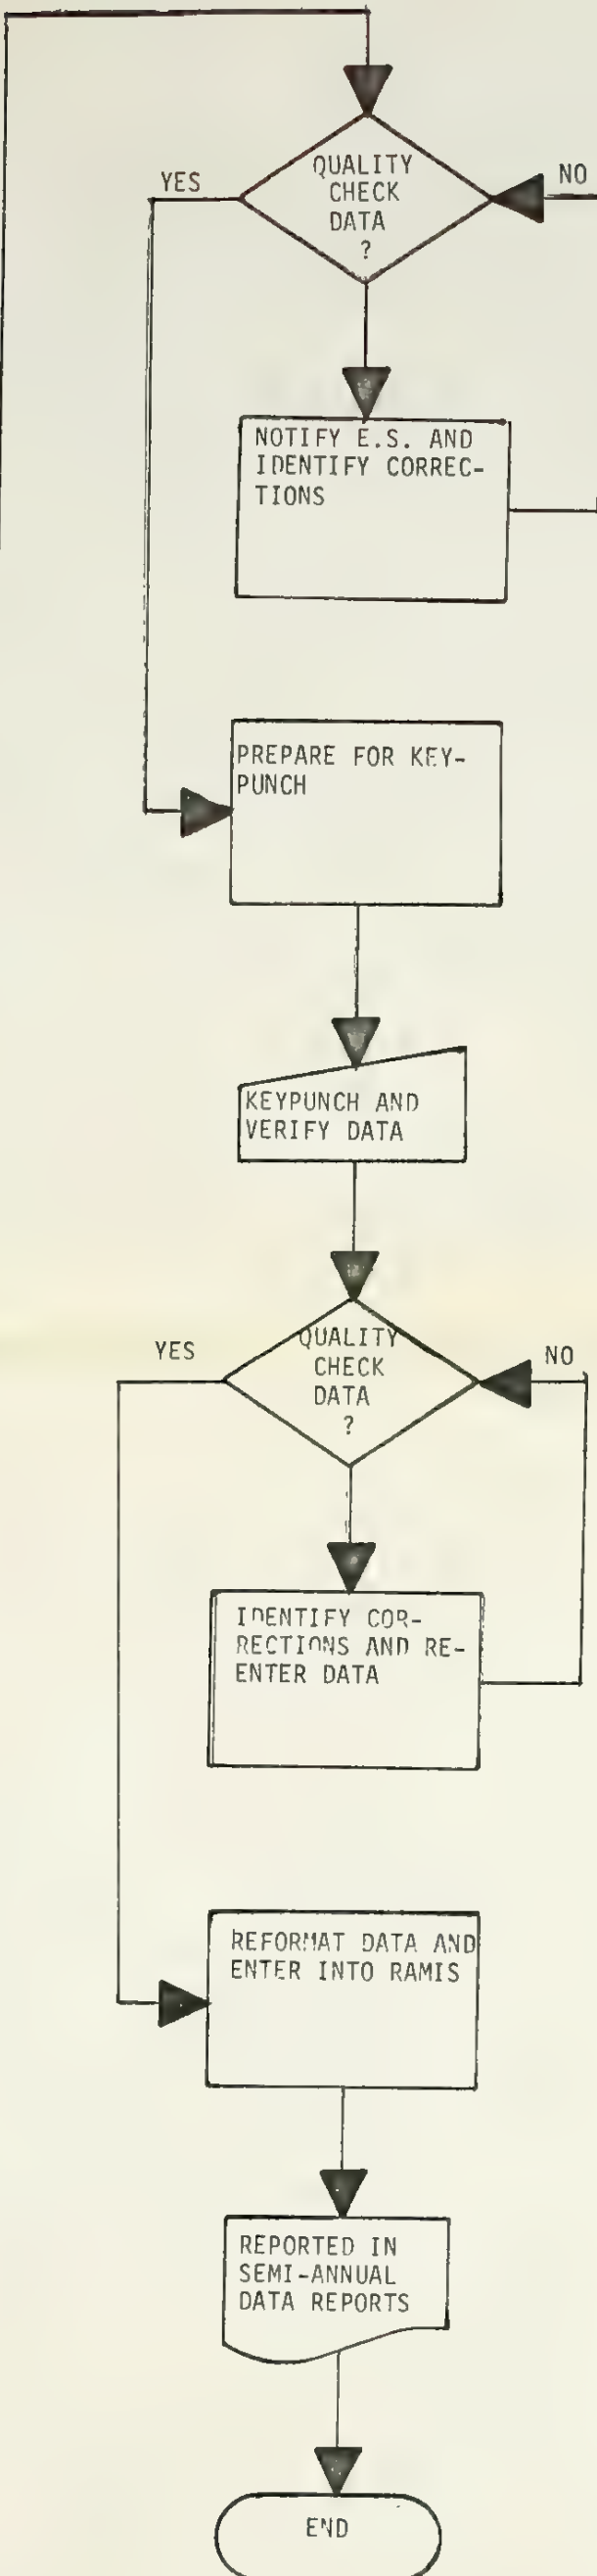 QUALITY
CHECK
DATA
?
YES
NO
NOTIFY E.S. AND
IDENTIFY CORREC-
TIONS
PREPARE FOR KEY-
PUNCH
KEYPUNCH AND
VERIFY DATA
QUALITY
CHECK
DATA
?
YES
NO
IDENTIFY COR-
RECTIONS AND RE-
ENTER DATA
REFORMAT DATA AND
ENTER INTO RAMIS
REPORTED IN
SEMI-ANNUAL
DATA REPORTS
END